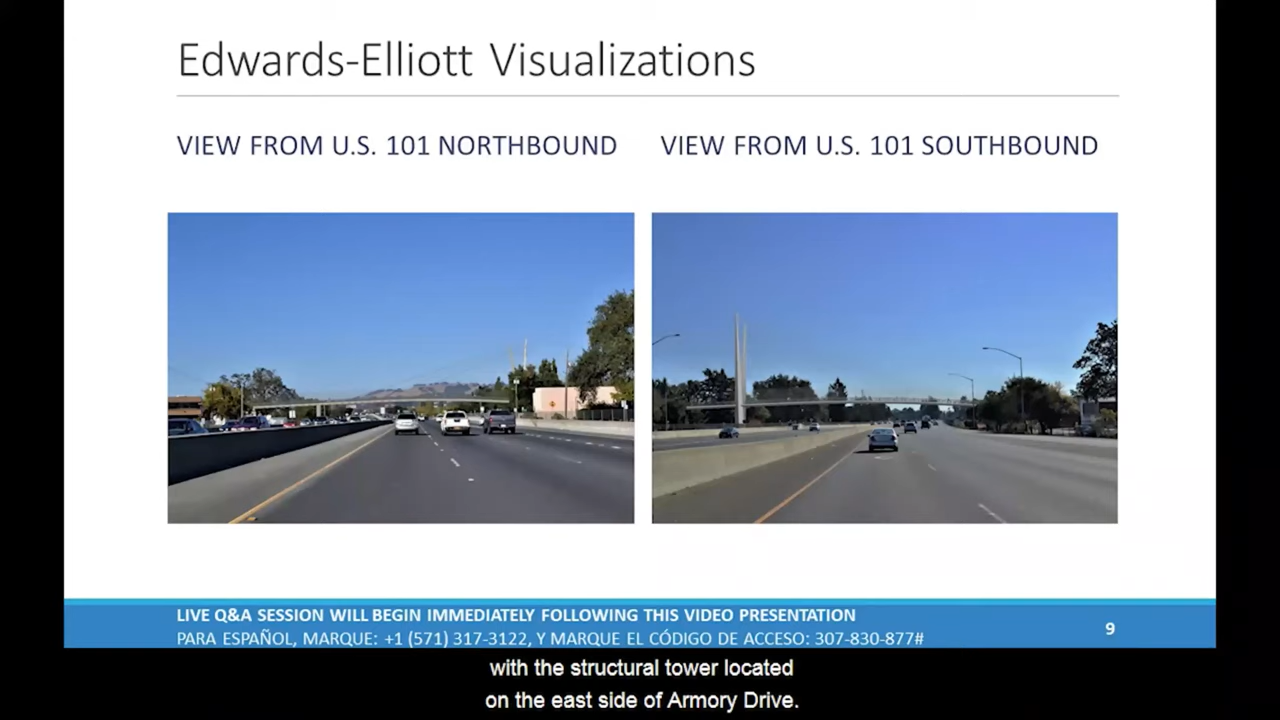 Edwards-Elliott Visualizations
VIEW FROM U.S. 101 NORTHBOUND
VIEW FROM U.S. 101 SOUTHBOUND
LIVE Q&A SESSION WILL BEGIN IMMEDIATELY FOLLOWING THIS VIDEO PRESENTATION
PARA ESPAÑOL, MARQUE: +1 (571) 317-3122, Y MARQUE EL CÓDIGO DE ACCESO: 307-830-877#
9
with the structural tower located
on the east side of Armory Drive.